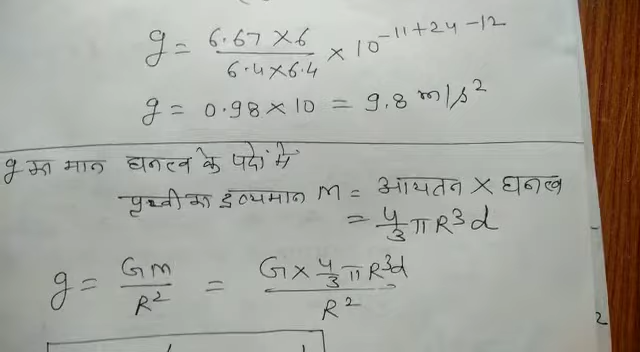 g = 6.67 × 6 / 6.4 × 6.4 × 10^-11+24-12
g = 0.98 × 10 = 9.8 m/s²
g का मान घनत्व के पदों में
पृथ्वी का द्रव्यमान M = आयतन × घनत्व
= 4/3 π R³ d
g = Gm / R² = G × 4/3 π R³ d / R²
2